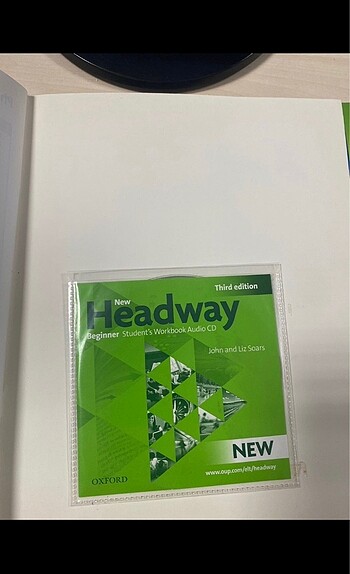 Third edition
New
Headway
Beginner Student's Workbook Audio CD
John and Liz Soars
NEW
www.oup.com/elt/headway
OXFORD